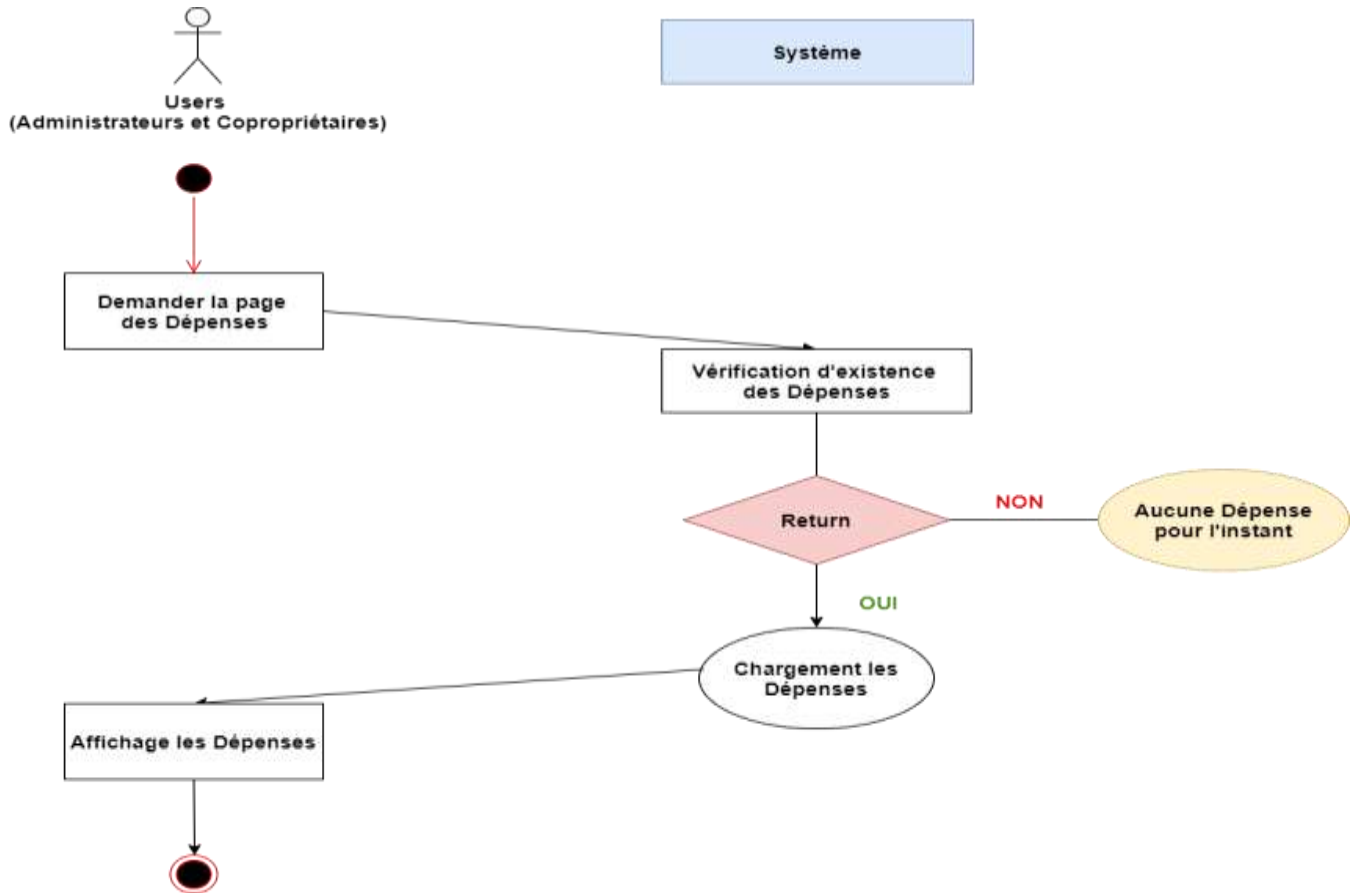 Users
(Administrateurs et Copropriétaires)
Système
Demander la page
des Dépenses
Vérification d'existence
des Dépenses
Return
NON
Aucune Dépense
pour l'instant
OUI
Chargement les
Dépenses
Affichage les Dépenses